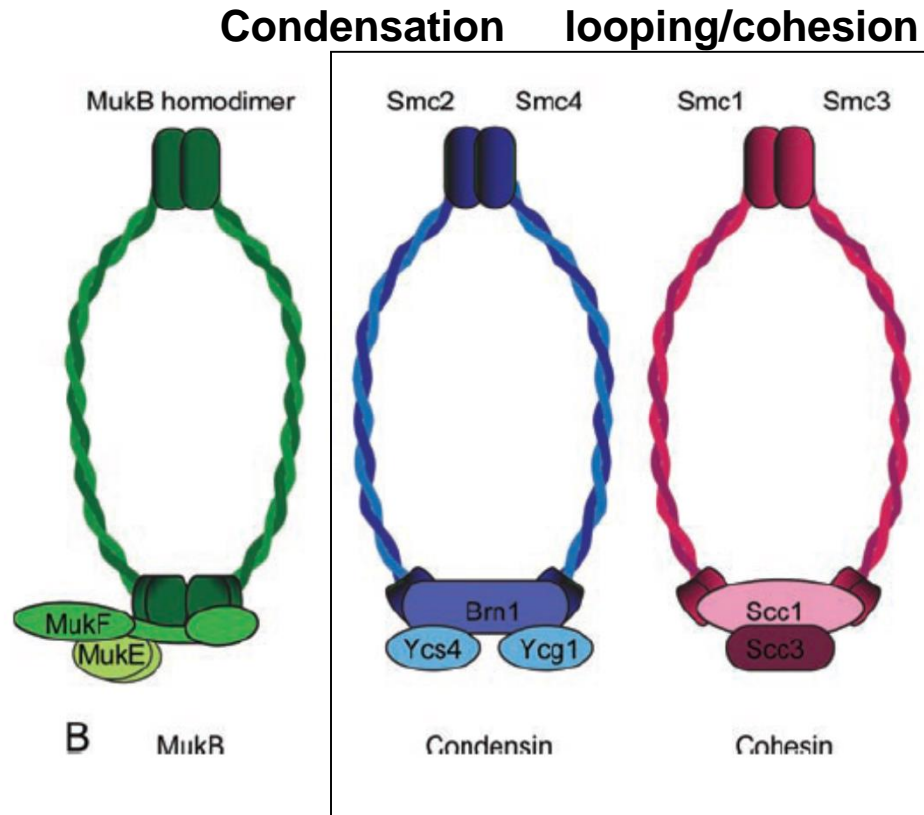 Condensation looping/cohesion
MukB homodimer
Smc2 Smc4
Smc1 Smc3
MukF
MukE
Brn1
Ycs4 Ycg1
Scc1
Scc3
B MukB
Condensin
Cohesin